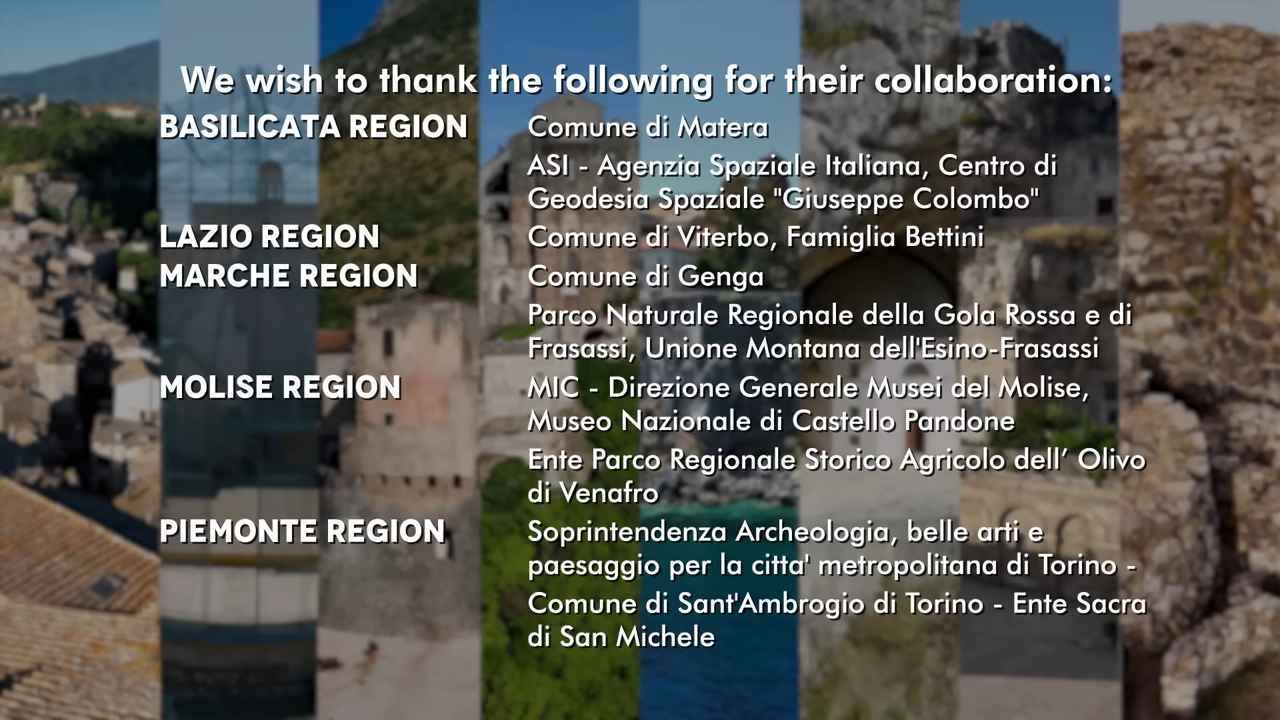 We wish to thank the following for their collaboration:
BASILICATA REGION Comune di Matera
ASI - Agenzia Spaziale Italiana, Centro di
Geodesia Spaziale "Giuseppe Colombo"
LAZIO REGION Comune di Viterbo, Famiglia Bettini
MARCHE REGION Comune di Genga
Parco Naturale Regionale della Gola Rossa e di
Frasassi, Unione Montana dell'Esino-Frasassi
MOLISE REGION MIC - Direzione Generale Musei del Molise,
Museo Nazionale di Castello Pandone
Ente Parco Regionale Storico Agricolo dell’ Olivo
di Venafro
PIEMONTE REGION Soprintendenza Archeologia, belle arti e
paesaggio per la citta' metropolitana di Torino -
Comune di Sant'Ambrogio di Torino - Ente Sacra
di San Michele